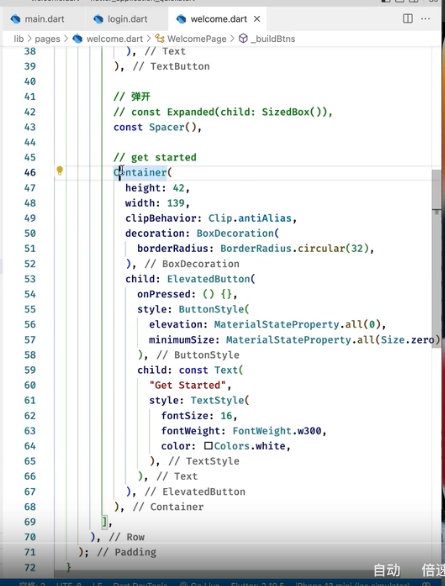 main.dart login.dart welcome.dart
lib > pages > welcome.dart > WelcomePage > _buildBtns
38 ), // Text
39 ), // TextButton
40
41 // 弹开
42 // const Expanded(child: SizedBox()),
43 const Spacer(),
44
45 // get started
46 Container(
47 height: 42,
48 width: 139,
49 clipBehavior: Clip.antiAlias,
50 decoration: BoxDecoration(
51 borderRadius: BorderRadius.circular(32),
52 ), // BoxDecoration
53 child: ElevatedButton(
54 onPressed: () {},
55 style: ButtonStyle(
56 elevation: MaterialStateProperty.all(0),
57 minimumSize: MaterialStateProperty.all(Size.zero)
58 ), // ButtonStyle
59 child: const Text(
60 "Get Started",
61 style: TextStyle(
62 fontSize: 16,
63 fontWeight: FontWeight.w300,
64 color: Colors.white,
65 ), // TextStyle
66 ), // Text
67 ), // ElevatedButton
68 ), // Container
69 ],
70 ), // Row
71 ); // Padding
72 }
自动 倍速